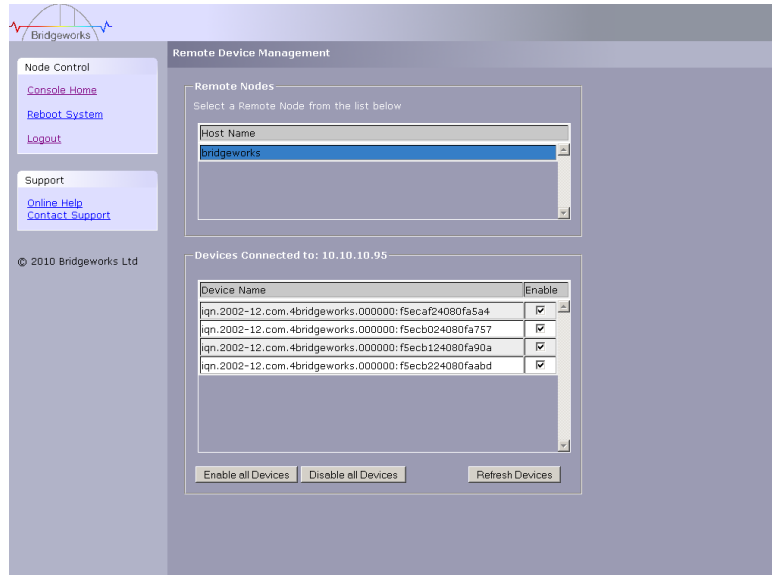 Bridgeworks
Remote Device Management
Node Control
Console Home
Reboot System
Logout
Support
Online Help
Contact Support
© 2010 Bridgeworks Ltd
Remote Nodes
Select a Remote Node from the list below
Host Name
bridgeworks
Devices Connected to: 10.10.10.95
Device Name Enable
iqn.2002-12.com.4bridgeworks.000000:f5ecaf24080fa5a4
iqn.2002-12.com.4bridgeworks.000000:f5ecb024080fa757
iqn.2002-12.com.4bridgeworks.000000:f5ecb124080fa90a
iqn.2002-12.com.4bridgeworks.000000:f5ecb224080faabd
Enable all Devices Disable all Devices Refresh Devices